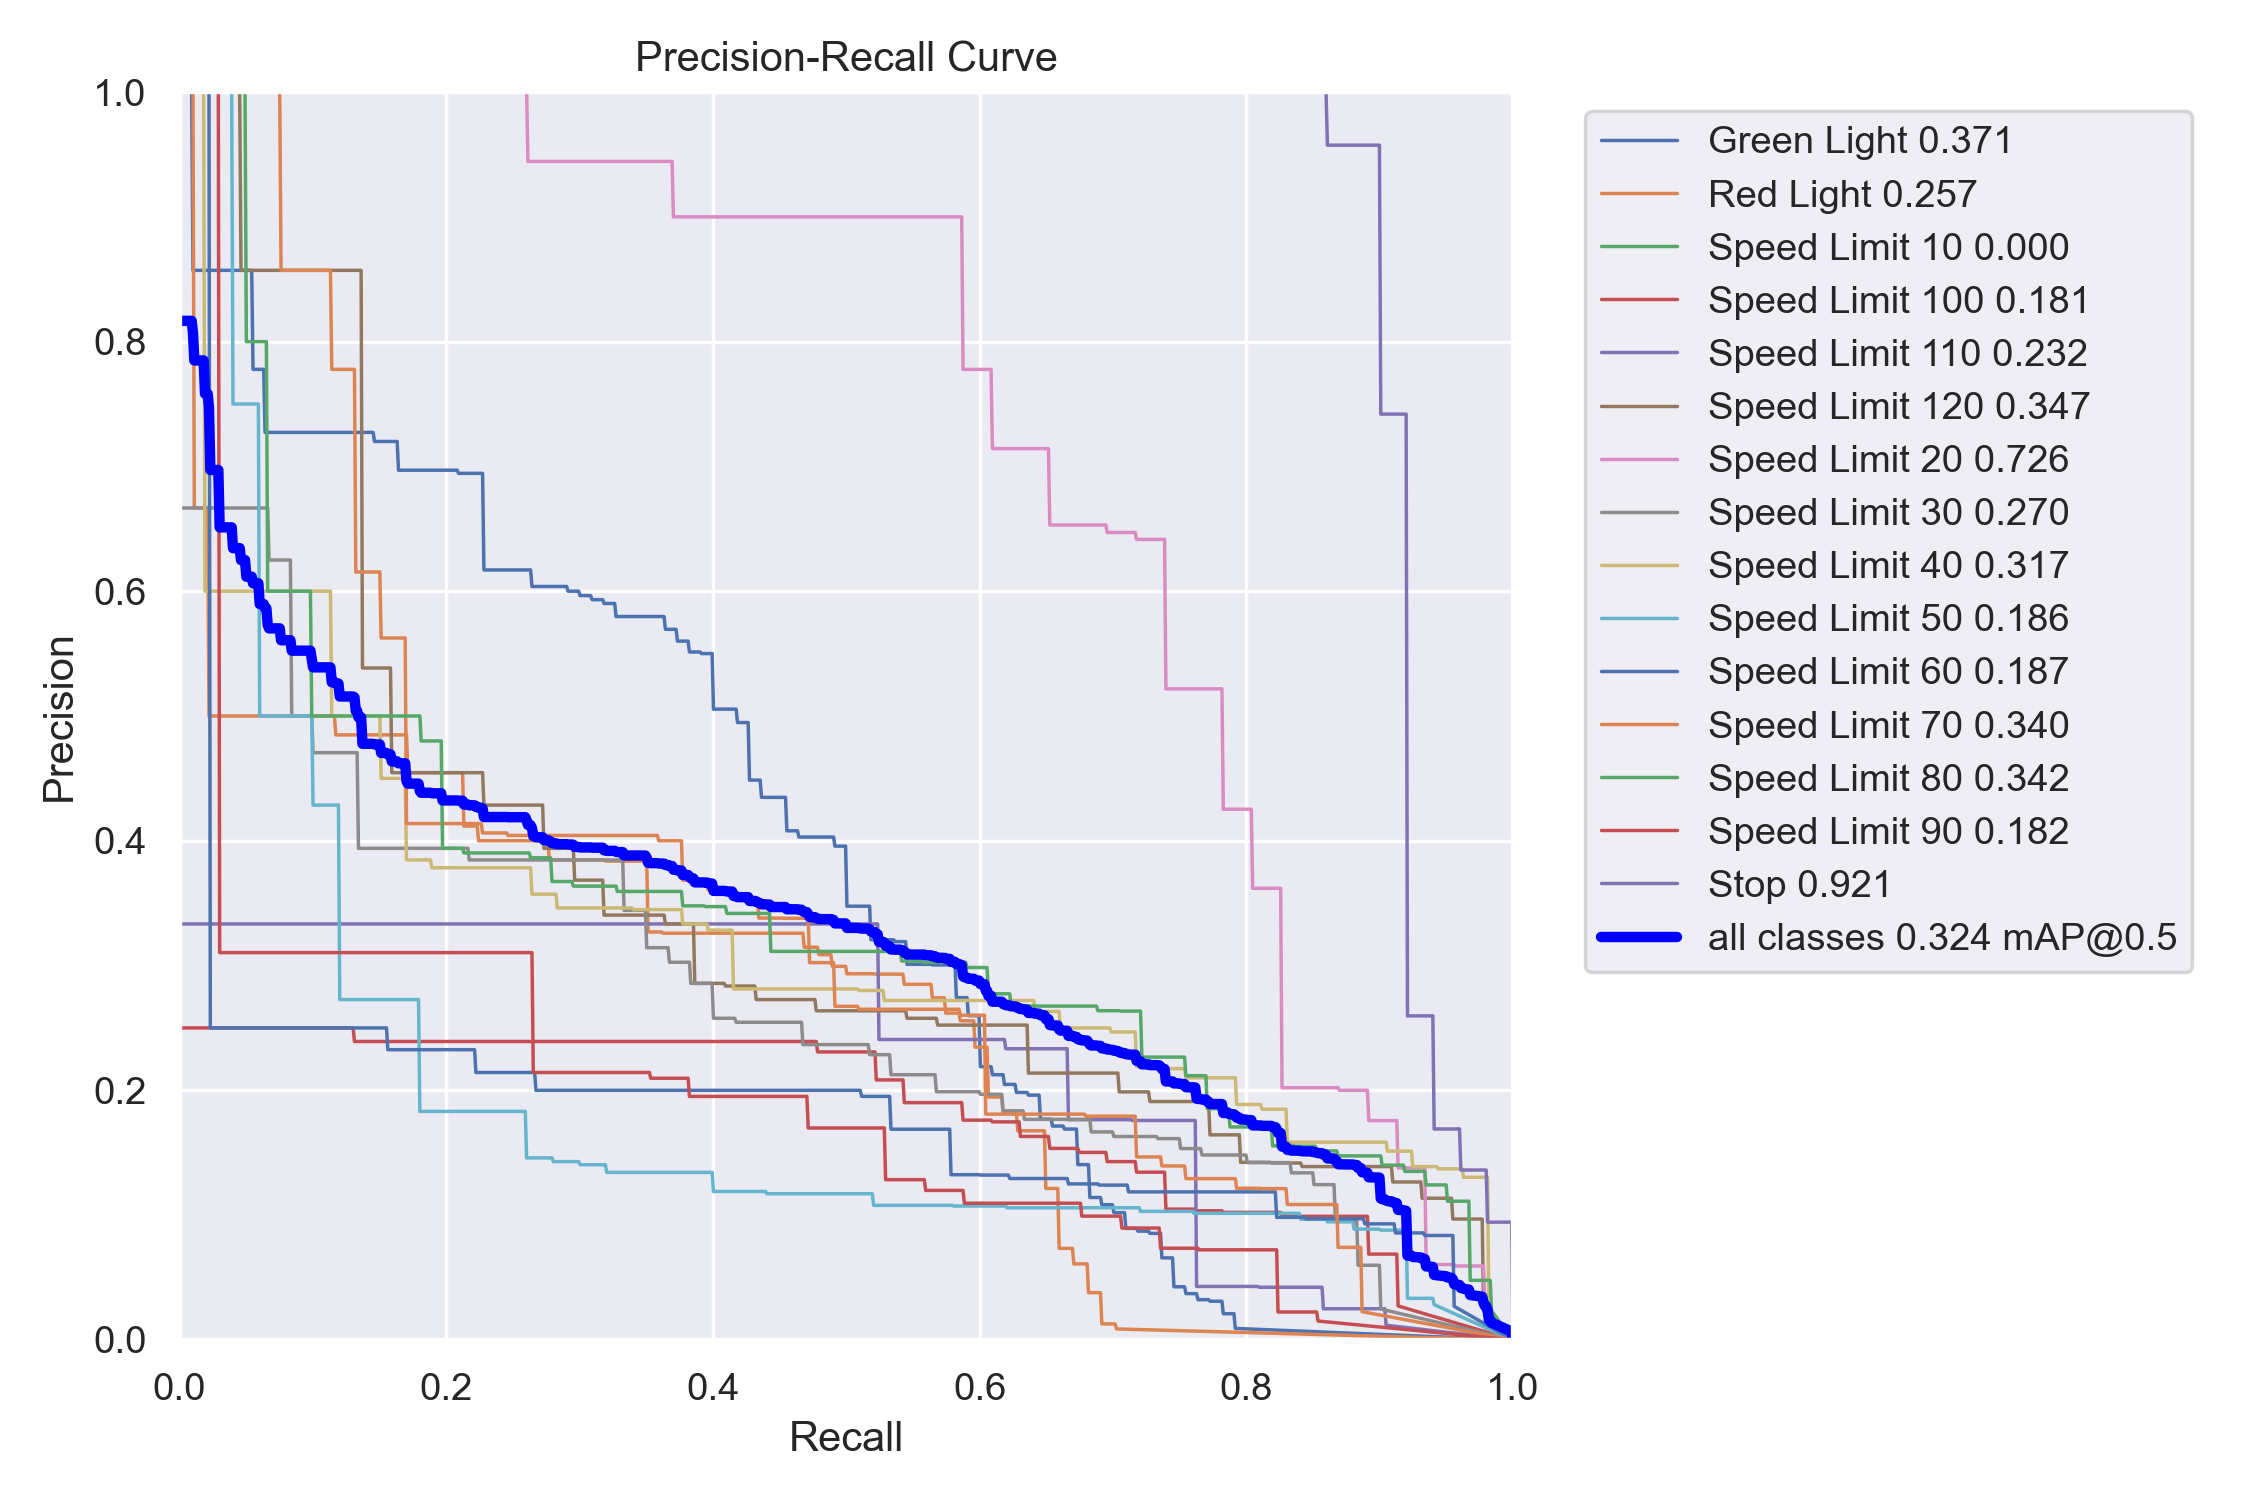 Precision-Recall Curve
1.0
0.8
0.6
0.4
0.2
0.0
Precision
0.0 0.2 0.4 0.6 0.8 1.0
Recall
Green Light 0.371
Red Light 0.257
Speed Limit 10 0.000
Speed Limit 100 0.181
Speed Limit 110 0.232
Speed Limit 120 0.347
Speed Limit 20 0.726
Speed Limit 30 0.270
Speed Limit 40 0.317
Speed Limit 50 0.186
Speed Limit 60 0.187
Speed Limit 70 0.340
Speed Limit 80 0.342
Speed Limit 90 0.182
Stop 0.921
all classes 0.324 mAP@0.5